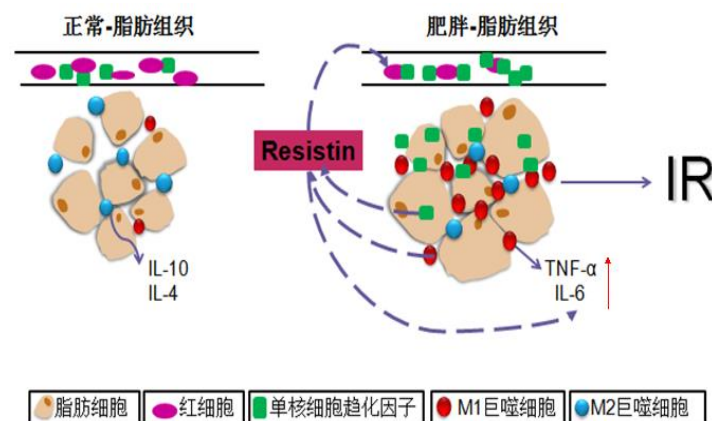 正常-脂肪组织
肥胖-脂肪组织
Resistin
IR
IL-10
IL-4
TNF-α
IL-6
脂肪细胞
红细胞
单核细胞趋化因子
M1巨噬细胞
M2巨噬细胞